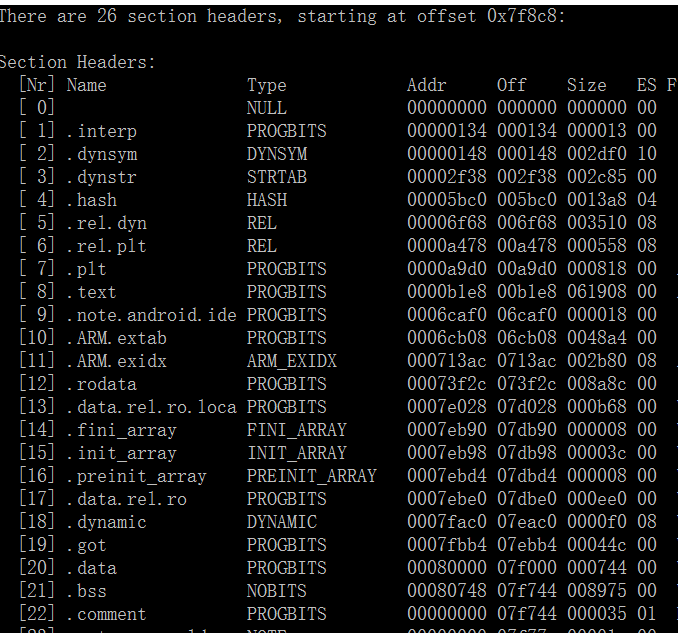 There are 26 section headers, starting at offset 0x7f8c8:
Section Headers:
[Nr] Name Type Addr Off Size ES F
[ 0] NULL 00000000 000000 000000 00
[ 1] .interp PROGBITS 00000134 000134 000013 00
[ 2] .dynsym DYNSYM 00000148 000148 002df0 10
[ 3] .dynstr STRTAB 00002f38 002f38 002c85 00
[ 4] .hash HASH 00005bc0 005bc0 0013a8 04
[ 5] .rel.dyn REL 00006f68 006f68 003510 08
[ 6] .rel.plt REL 0000a478 00a478 000558 08
[ 7] .plt PROGBITS 0000a9d0 00a9d0 000818 00
[ 8] .text PROGBITS 0000b1e8 00b1e8 061908 00
[ 9] .note.android.ide PROGBITS 0006caf0 06caf0 000018 00
[10] .ARM.extab PROGBITS 0006cb08 06cb08 0048a4 00
[11] .ARM.exidx ARM_EXIDX 000713ac 0713ac 002b80 08
[12] .rodata PROGBITS 00073f2c 073f2c 008a8c 00
[13] .data.rel.ro.loca PROGBITS 0007e028 07d028 000b68 00
[14] .fini_array FINI_ARRAY 0007eb90 07db90 000008 00
[15] .init_array INIT_ARRAY 0007eb98 07db98 00003c 00
[16] .preinit_array PREINIT_ARRAY 0007ebd4 07dbd4 000008 00
[17] .data.rel.ro PROGBITS 0007ebe0 07dbe0 000ee0 00
[18] .dynamic DYNAMIC 0007fac0 07eac0 0000f0 08
[19] .got PROGBITS 0007fbb4 07ebb4 00044c 00
[20] .data PROGBITS 00080000 07f000 000744 00
[21] .bss NOBITS 00080748 07f744 008975 00
[22] .comment PROGBITS 00000000 07f744 000035 01